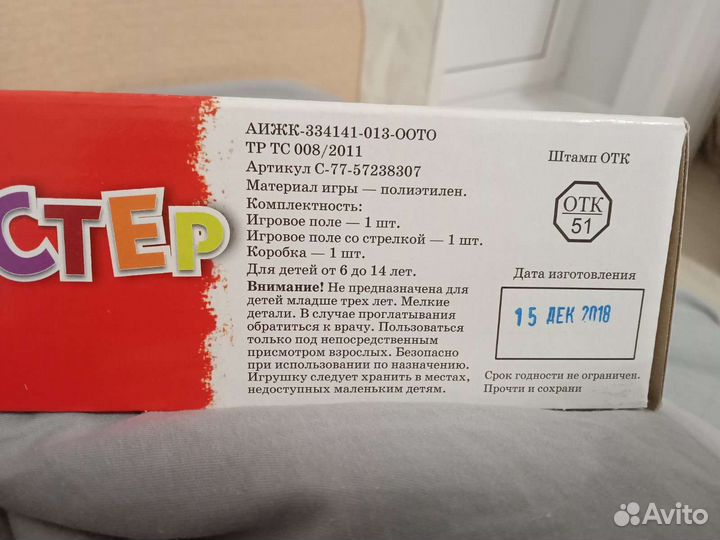 СТЕР
АИЖК-334141-013-ООТО
ТР ТС 008/2011
Артикул С-77-57238307
Материал игры — полиэтилен.
Комплектность:
Игровое поле — 1 шт.
Игровое поле со стрелкой — 1 шт.
Коробка — 1 шт.
Для детей от 6 до 14 лет.
Внимание! Не предназначена для
детей младше трех лет. Мелкие
детали. В случае проглатывания
обратиться к врачу. Пользоваться
только под непосредственным
присмотром взрослых. Безопасно
при использовании по назначению.
Игрушку следует хранить в местах,
недоступных маленьким детям.
Штамп ОТК
ОТК
51
Дата изготовления
15 ДЕК 2018
Срок годности не ограничен.
Прочти и сохрани
Avito